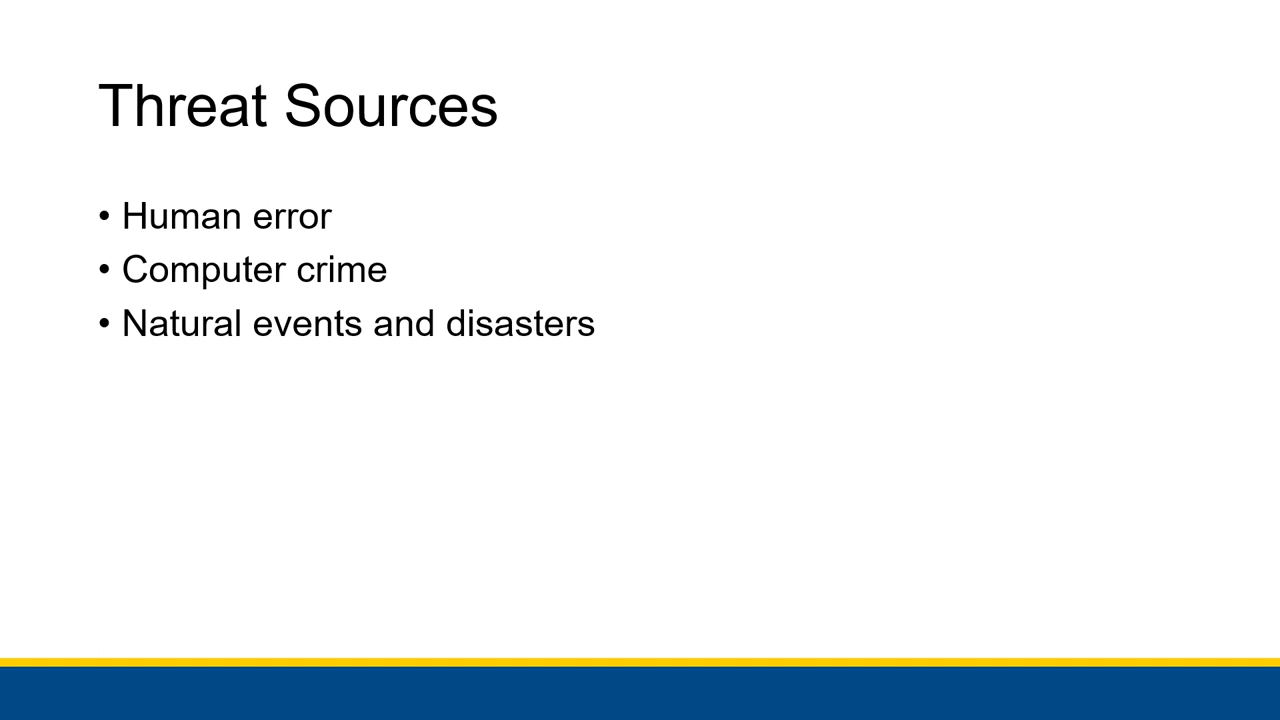 Threat Sources
• Human error
• Computer crime
• Natural events and disasters